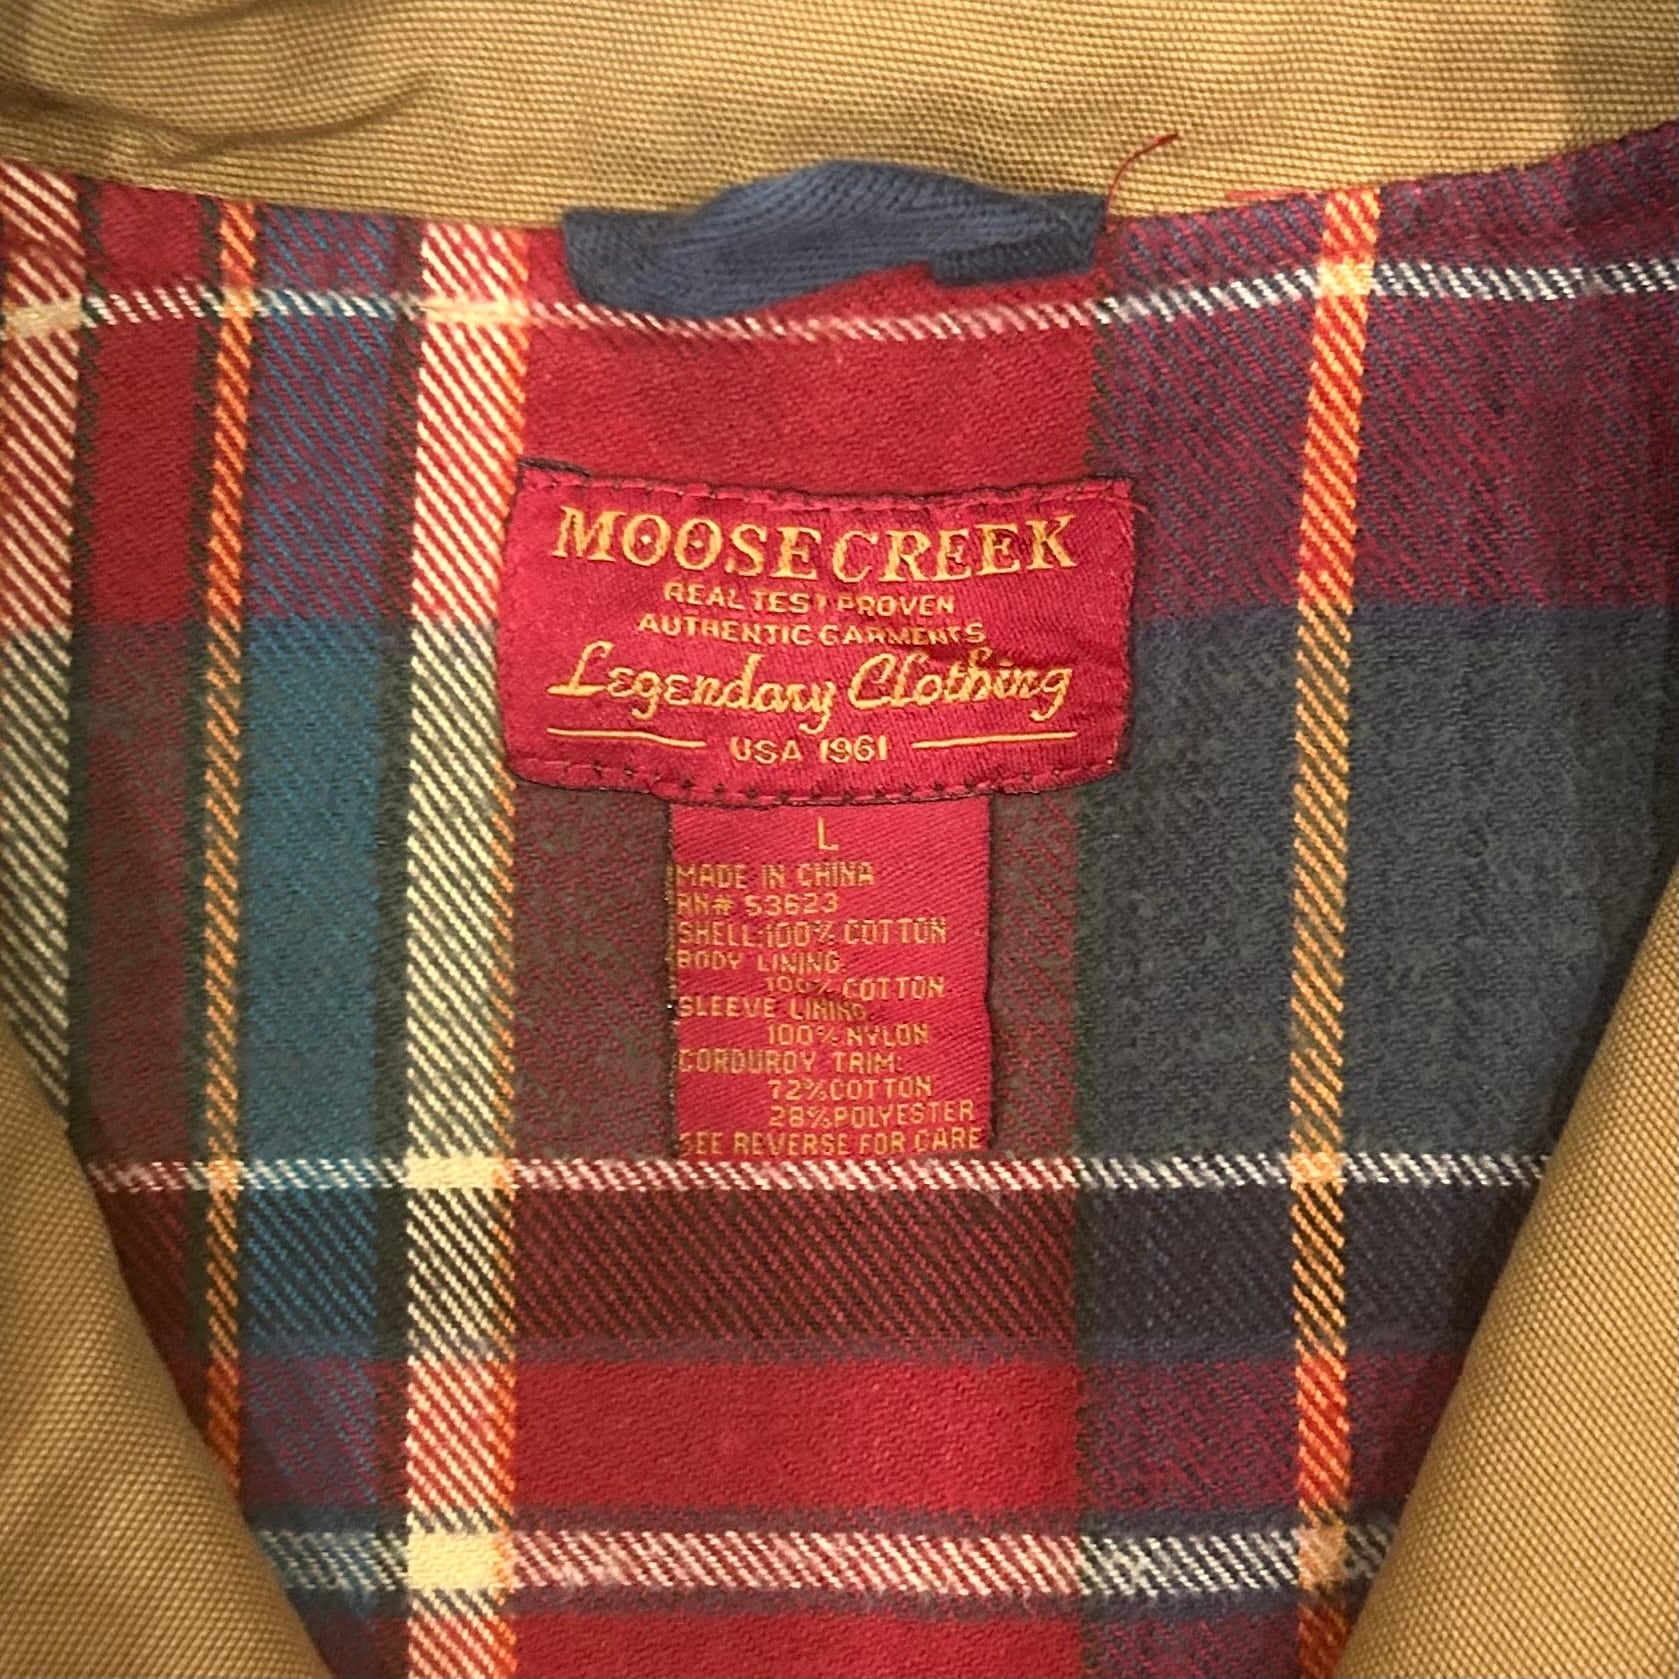 MOOSECREEK
REAL TEST PROVEN
AUTHENTIC GARMENTS
Legendary Clothing
USA 1961
L
MADE IN CHINA
RN# 53623
SHELL:100% COTTON
BODY LINING:
100% COTTON
SLEEVE LINING:
100% NYLON
CORDUROY TRIM:
72%COTTON
28%POLYESTER
SEE REVERSE FOR CARE